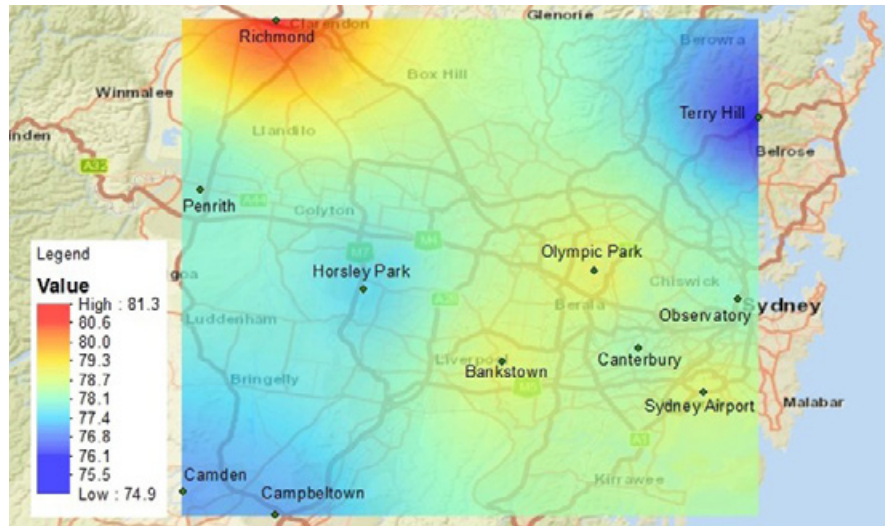 Glenorie
Clarendon
Richmond
Berowra
Box Hill
Winmalee
Terry Hill
Llandilo
inden
Belrose
A32
Penrith
A44
Colyton
M7
M4
Olympic Park
Legend
Horsley Park
Chiswick
goa
Value
High : 81.3
80.6
80.0
79.3
78.7
78.1
77.4
76.8
76.1
75.5
Low : 74.9
Berala
Sydney
Luddenham
Observatory
Liverpool
Canterbury
Bankstown
Bringelly
M5
Sydney Airport
Malabar
A1
Camden
Kirrawee
Campbeltown